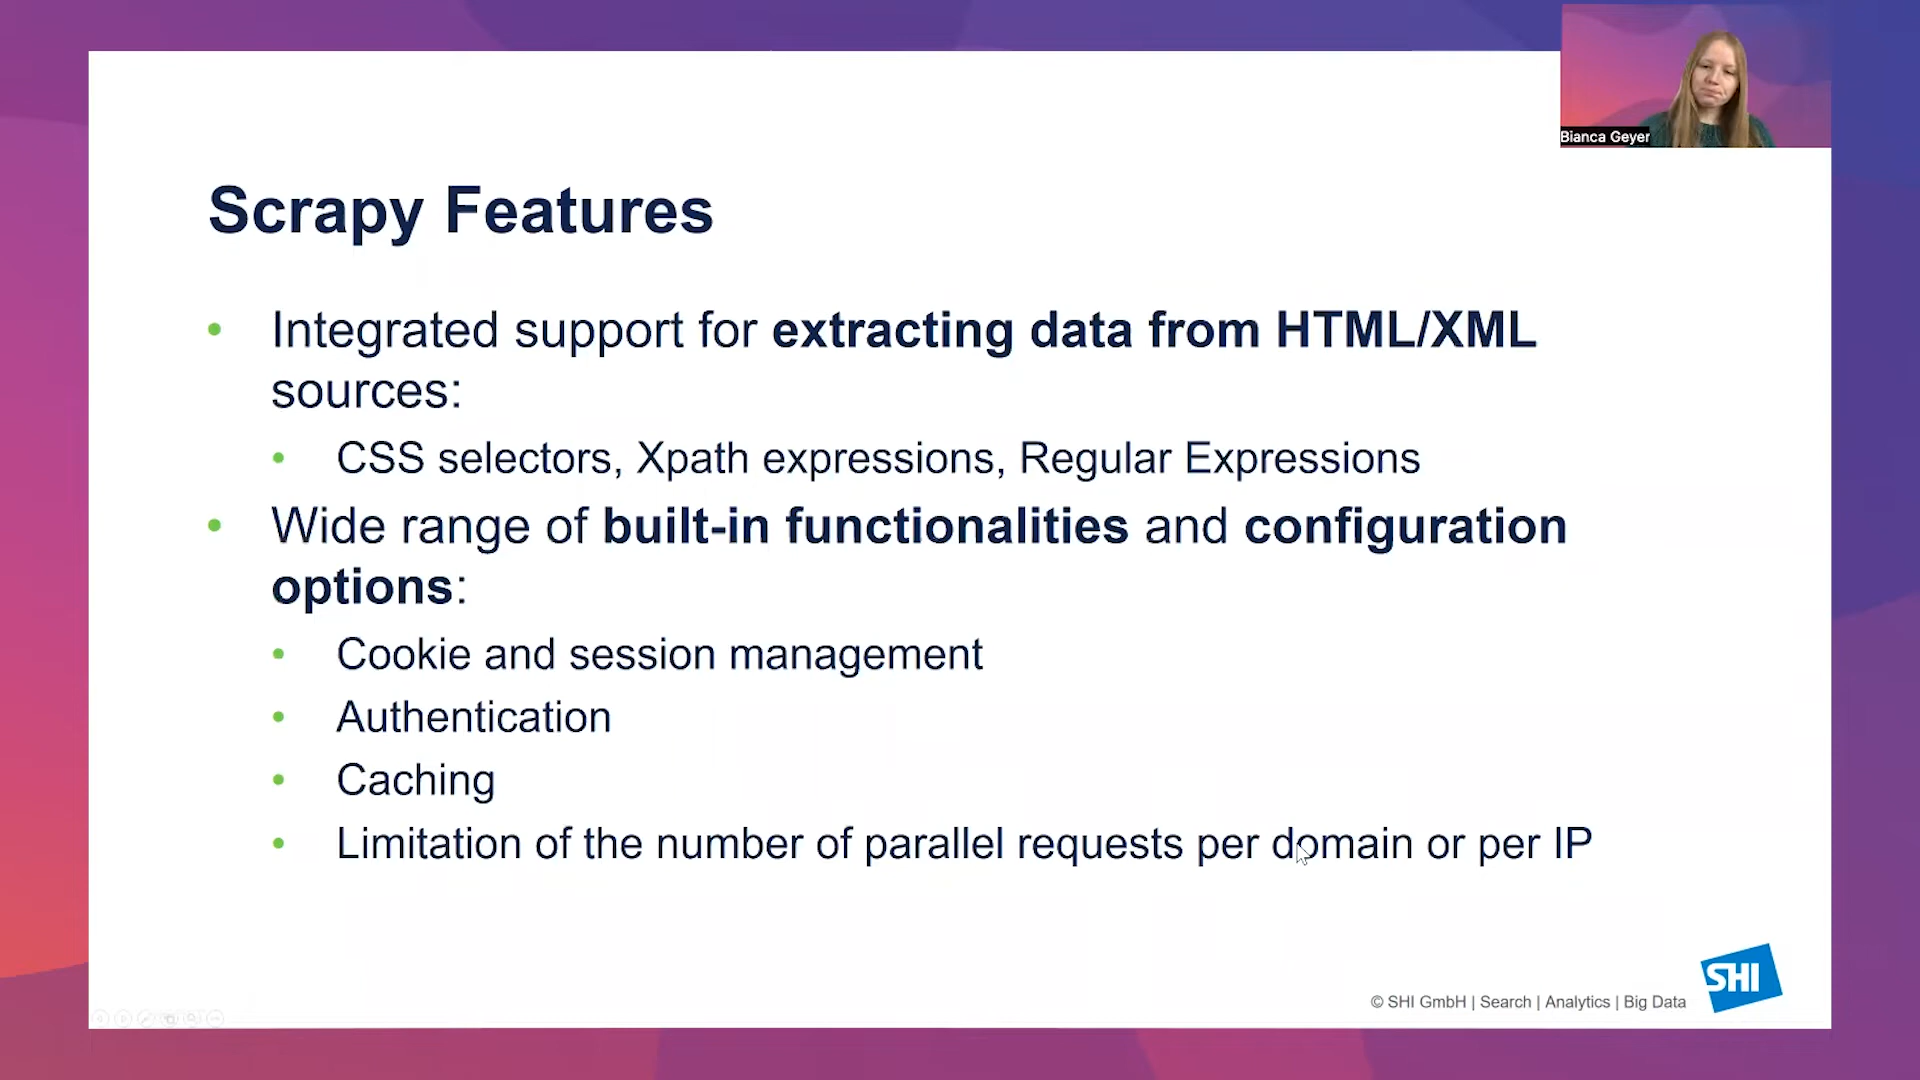 Bianca Geyer
Scrapy Features
• Integrated support for extracting data from HTML/XML
sources:
• CSS selectors, Xpath expressions, Regular Expressions
• Wide range of built-in functionalities and configuration
options:
• Cookie and session management
• Authentication
• Caching
• Limitation of the number of parallel requests per domain or per IP
© SHI GmbH | Search | Analytics | Big Data
SHI